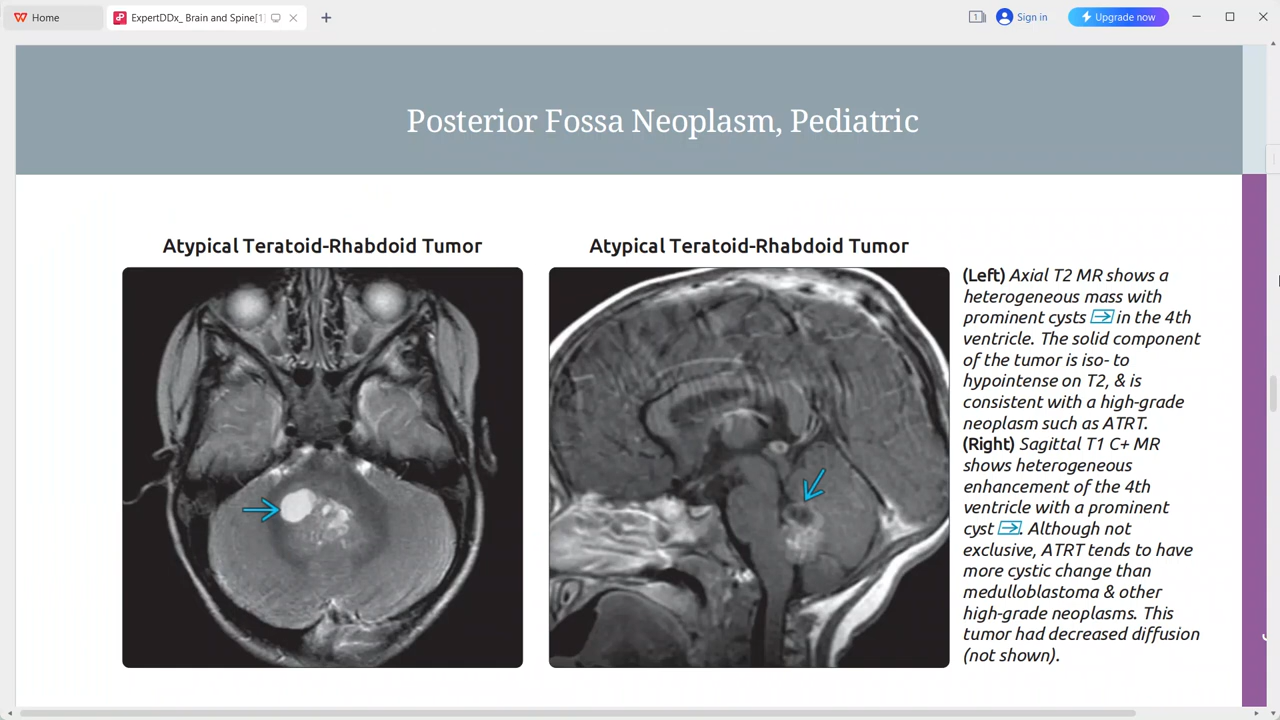 Home
ExpertDDx_ Brain and Spine[1]
1
Sign in
Upgrade now
Posterior Fossa Neoplasm, Pediatric
Atypical Teratoid-Rhabdoid Tumor
Atypical Teratoid-Rhabdoid Tumor
(Left) Axial T2 MR shows a
heterogeneous mass with
prominent cysts in the 4th
ventricle. The solid component
of the tumor is iso- to
hypointense on T2, & is
consistent with a high-grade
neoplasm such as ATRT.
(Right) Sagittal T1 C+ MR
shows heterogeneous
enhancement of the 4th
ventricle with a prominent
cyst . Although not
exclusive, ATRT tends to have
more cystic change than
medulloblastoma & other
high-grade neoplasms. This
tumor had decreased diffusion
(not shown).